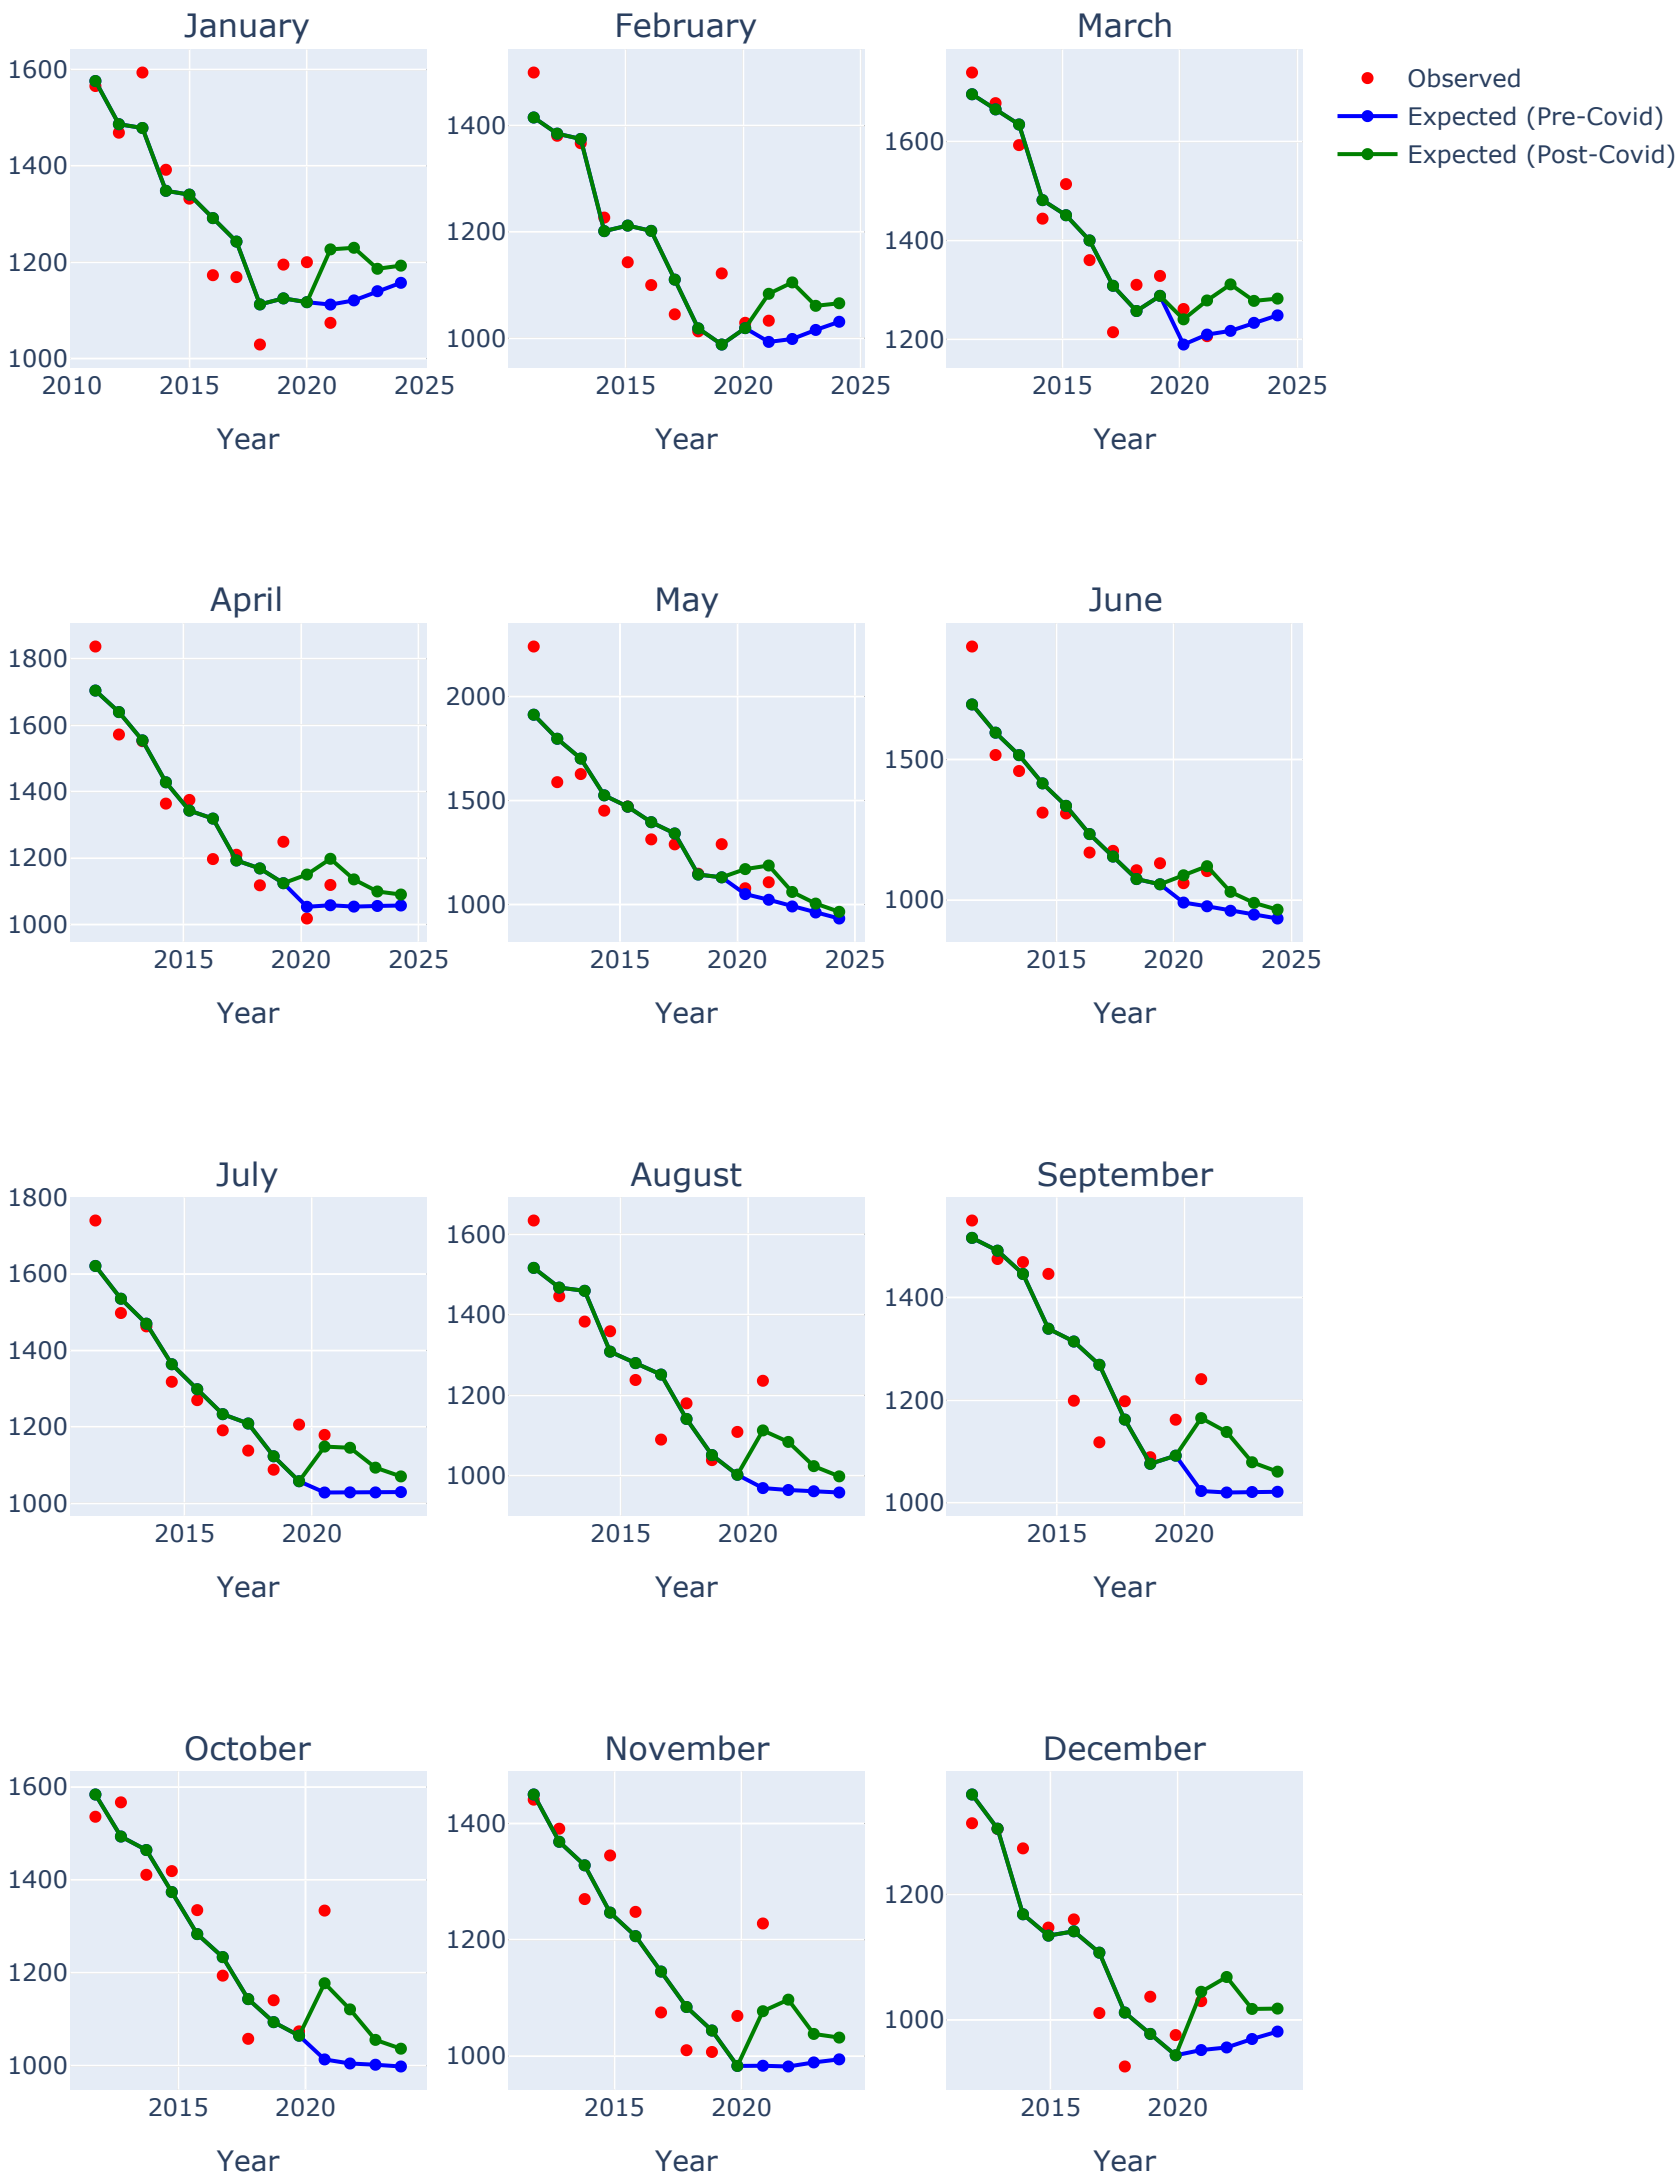 January February March
Observed
Expected (Pre-Covid)
Expected (Post-Covid)
1600
1400
1200
1000
2010 2015 2020 2025
Year
1400
1200
1000
2015 2020 2025
Year
1600
1400
1200
2015 2020 2025
Year
April May June
1800
1600
1400
1200
1000
2015 2020 2025
Year
2000
1500
1000
2015 2020 2025
Year
1500
1000
2015 2020 2025
Year
July August September
1800
1600
1400
1200
1000
2015 2020
Year
1600
1400
1200
1000
2015 2020
Year
1400
1200
1000
2015 2020
Year
October November December
1600
1400
1200
1000
2015 2020
Year
1400
1200
1000
2015 2020
Year
1200
1000
2015 2020
Year